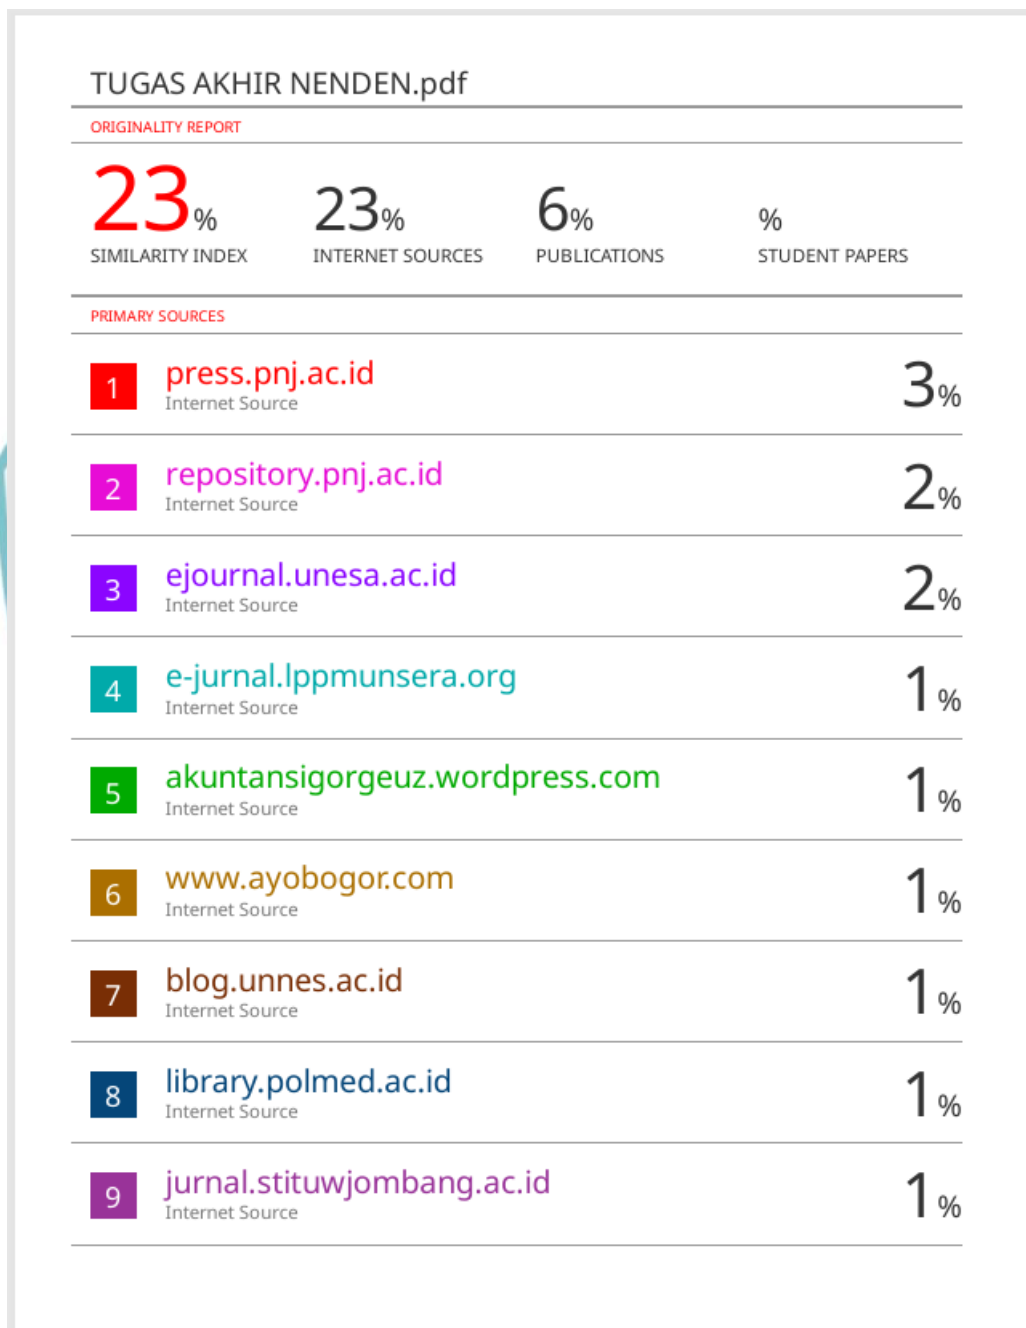 TUGAS AKHIR NENDEN.pdf
ORIGINALITY REPORT
23% 23% 6% %
SIMILARITY INDEX INTERNET SOURCES PUBLICATIONS STUDENT PAPERS
PRIMARY SOURCES
1 press.pnj.ac.id 3%
Internet Source
2 repository.pnj.ac.id 2%
Internet Source
3 ejournal.unesa.ac.id 2%
Internet Source
4 e-jurnal.lppmunsera.org 1%
Internet Source
5 akuntansigorgeuz.wordpress.com 1%
Internet Source
6 www.ayobogor.com 1%
Internet Source
7 blog.unnes.ac.id 1%
Internet Source
8 library.polmed.ac.id 1%
Internet Source
9 jurnal.stituwjombang.ac.id 1%
Internet Source